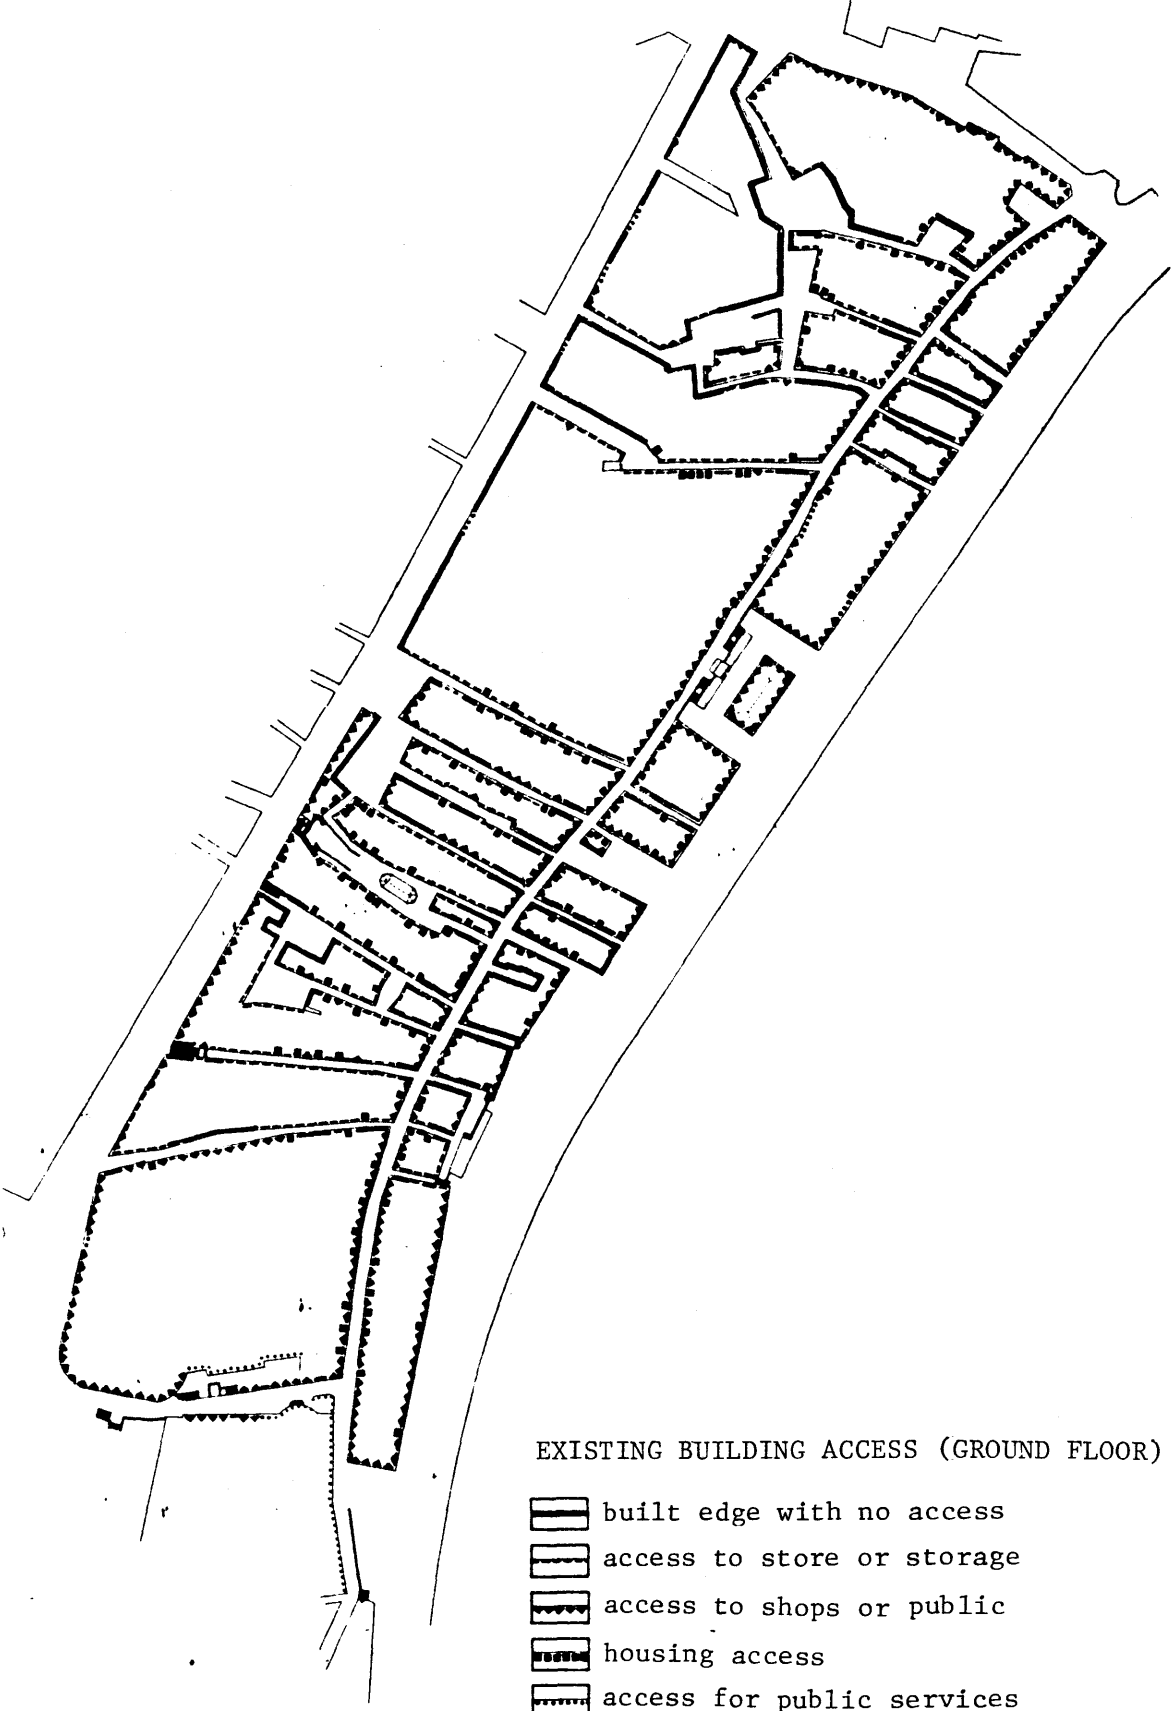 EXISTING BUILDING ACCESS (GROUND FLOOR)
built edge with no access
access to store or storage
access to shops or public
housing access
access for public services